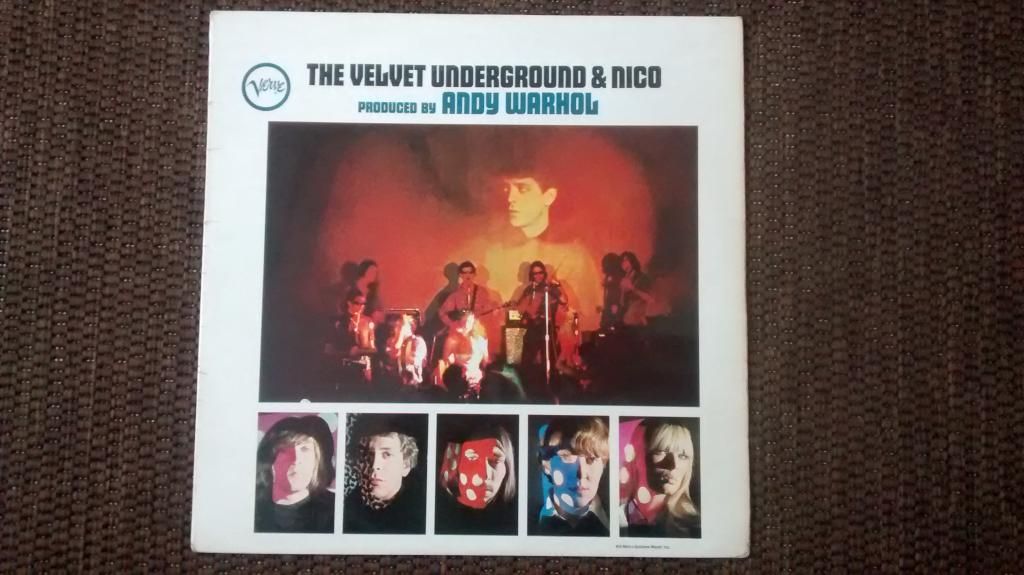 Verve
THE VELVET UNDERGROUND & NICO
PRODUCED BY ANDY WARHOL